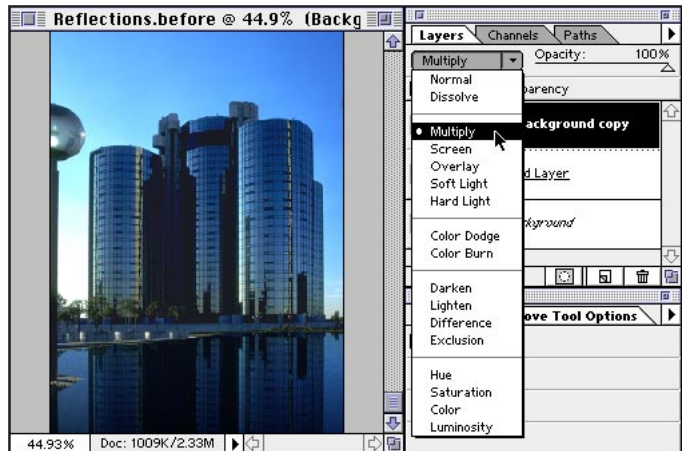 Reflections.before @ 44.9% (Backg
Layers Channels Paths
Multiply Opacity: 100%
Normal
Dissolve
arency
Multiply
ackground copy
Screen
Overlay
d Layer
Soft Light
Hard Light
kground
Color Dodge
Color Burn
Darken
Lighten
ove Tool Options
Difference
Exclusion
Hue
Saturation
Color
Luminosity
44.93% Doc: 1009K/2.33M